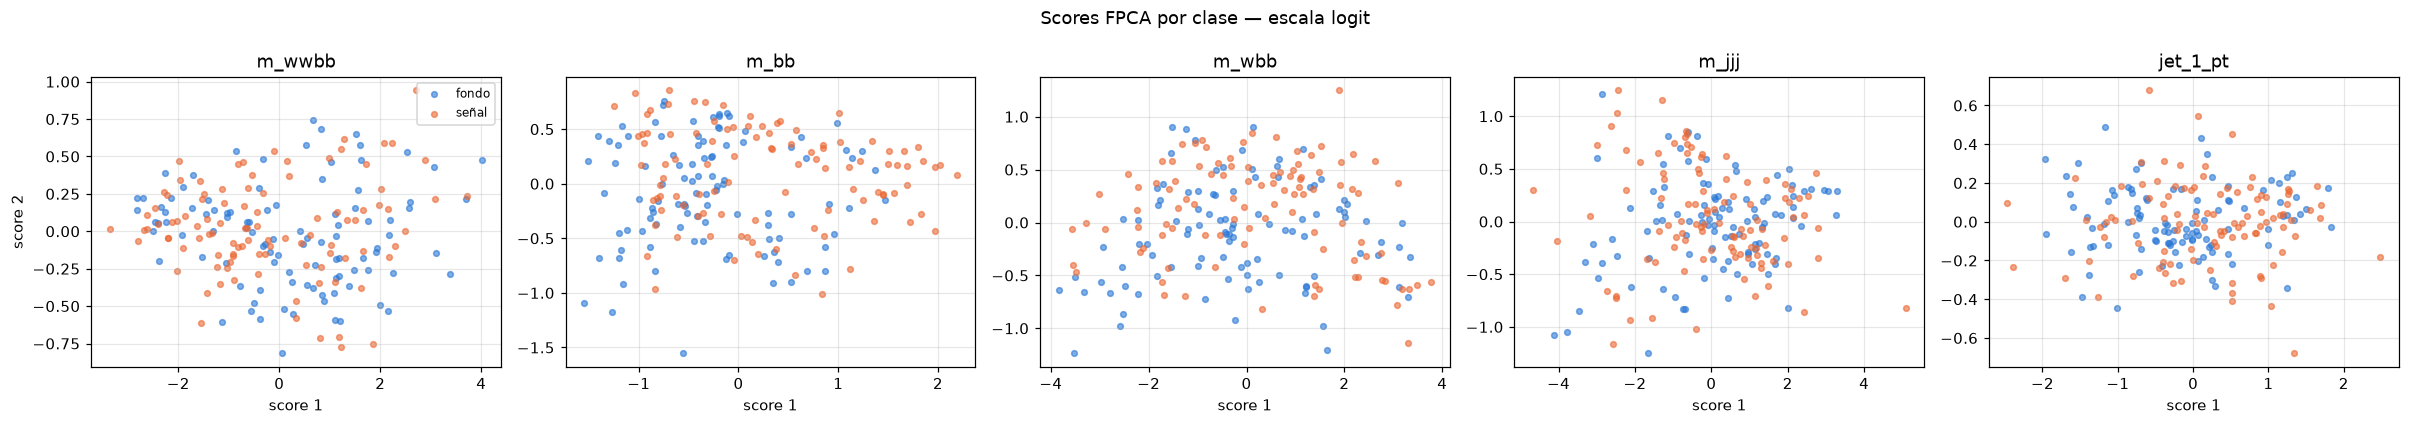 Scores FPCA por clase — escala logit
m_wwbb
fondo
señal
1.00
0.75
0.50
0.25
0.00
−0.25
−0.50
−0.75
score 2
−2 0 2 4
score 1
m_bb
0.5
0.0
−0.5
−1.0
−1.5
−1 0 1 2
score 1
m_wbb
1.0
0.5
0.0
−0.5
−1.0
−4 −2 0 2 4
score 1
m_jjj
1.0
0.5
0.0
−0.5
−1.0
−4 −2 0 2 4
score 1
jet_1_pt
0.6
0.4
0.2
0.0
−0.2
−0.4
−0.6
−2 −1 0 1 2
score 1